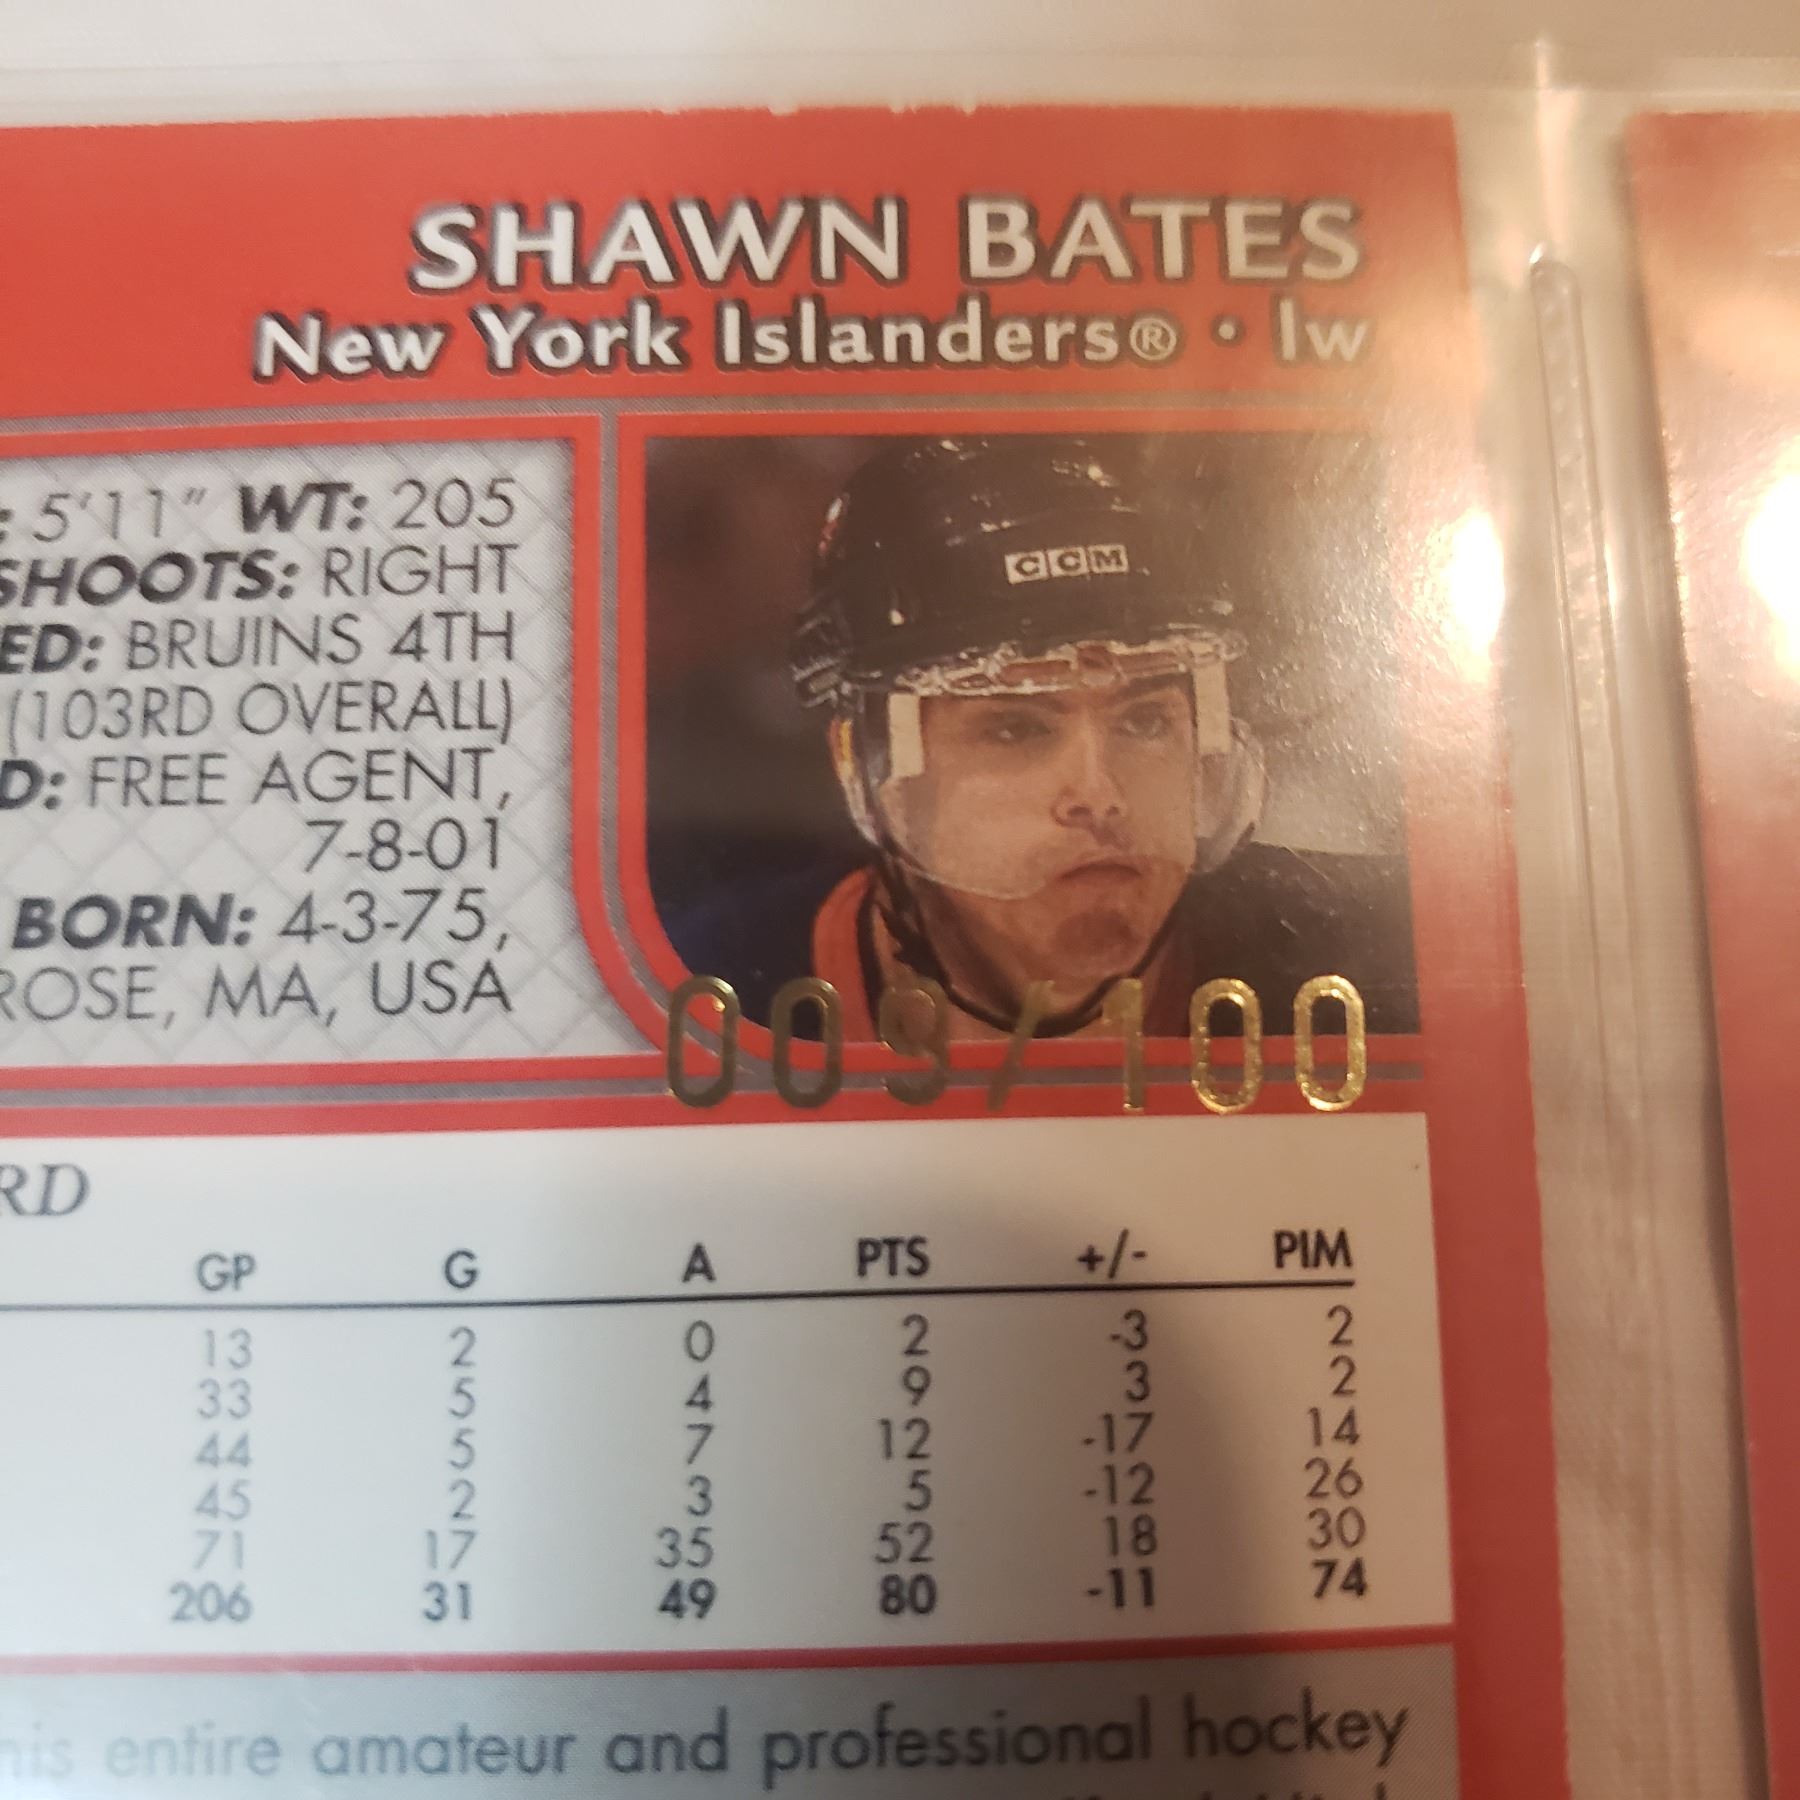 SHAWN BATES
New York Islanders® • lw
: 5'11" WT: 205
SHOOTS: RIGHT
ED: BRUINS 4TH
(103RD OVERALL)
D: FREE AGENT,
7-8-01
BORN: 4-3-75,
ROSE, MA, USA
CCM
009/100
RD
GP G A PTS +/- PIM
13 2 0 2 -3 2
33 5 4 9 3 2
44 5 7 12 -17 14
45 2 3 5 -12 26
71 17 35 52 18 30
206 31 49 80 -11 74
his entire amateur and professional hockey